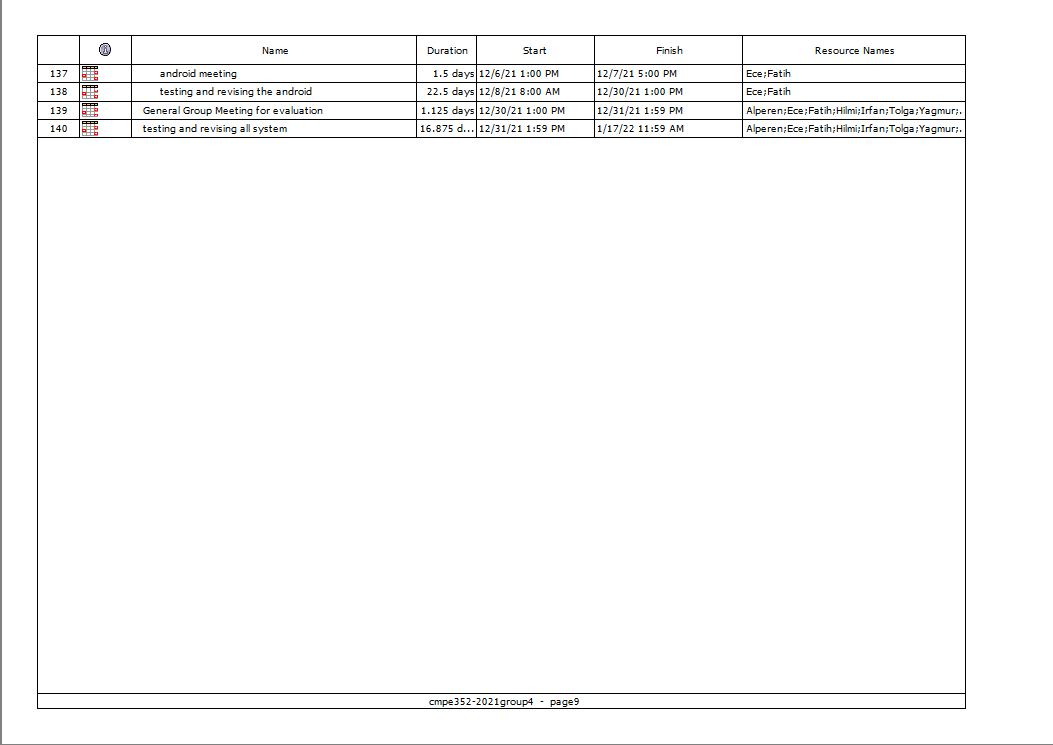 Name Duration Start Finish Resource Names
137 android meeting 1.5 days 12/6/21 1:00 PM 12/7/21 5:00 PM Ece;Fatih
138 testing and revising the android 22.5 days 12/8/21 8:00 AM 12/30/21 1:00 PM Ece;Fatih
139 General Group Meeting for evaluation 1.125 days 12/30/21 1:00 PM 12/31/21 1:59 PM Alperen;Ece;Fatih;Hilmi;Irfan;Tolga;Yagmur;.
140 testing and revising all system 16.875 d... 12/31/21 1:59 PM 1/17/22 11:59 AM Alperen;Ece;Fatih;Hilmi;Irfan;Tolga;Yagmur;.
cmpe352-2021group4 - page9